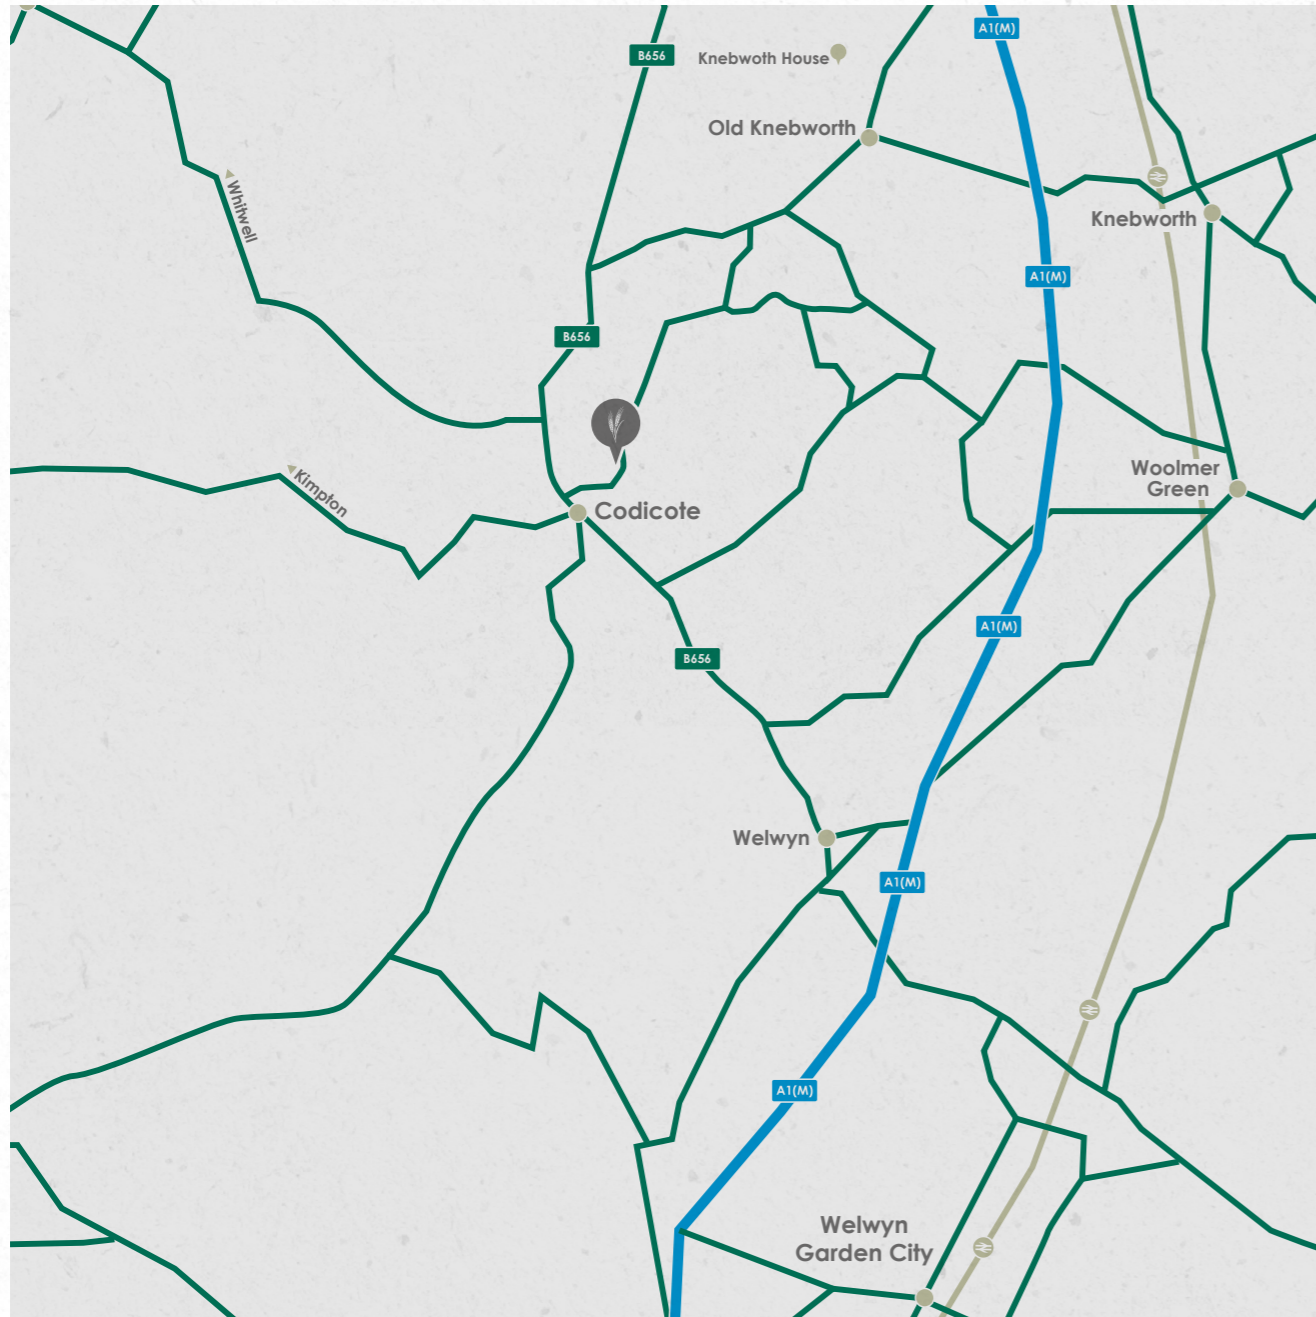 A1(M)
B656
Knebwoth House
Old Knebworth
Whitwell
Knebworth
A1(M)
B656
Woolmer
Green
Kimpton
Codicote
A1(M)
B656
Welwyn
A1(M)
A1(M)
Welwyn
Garden City